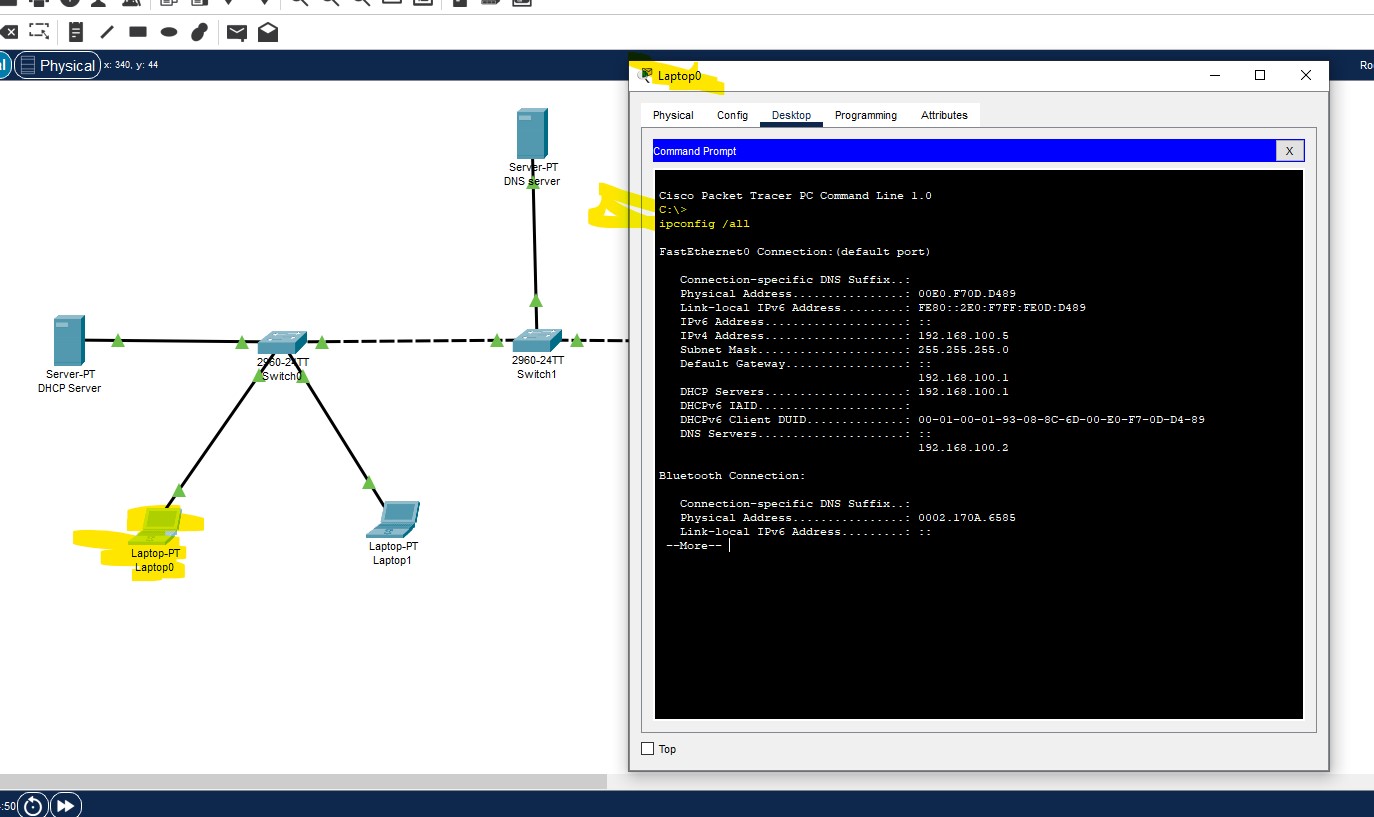 Physical x: 340, y: 44
Ro
Server-PT
DNS server
Server-PT
DHCP Server
2960-24TT
Switch0
2960-24TT
Switch1
Laptop-PT
Laptop0
Laptop-PT
Laptop1
Laptop0
Physical Config Desktop Programming Attributes
Command Prompt X
Cisco Packet Tracer PC Command Line 1.0
C:\>
ipconfig /all
FastEthernet0 Connection:(default port)
Connection-specific DNS Suffix..:
Physical Address................: 00E0.F70D.D489
Link-local IPv6 Address.........: FE80::2E0:F7FF:FE0D:D489
IPv6 Address....................: ::
IPv4 Address....................: 192.168.100.5
Subnet Mask.....................: 255.255.255.0
Default Gateway.................: ::
192.168.100.1
DHCP Servers....................: 192.168.100.1
DHCPv6 IAID.....................:
DHCPv6 Client DUID..............: 00-01-00-01-93-08-8C-6D-00-E0-F7-0D-D4-89
DNS Servers.....................: ::
192.168.100.2
Bluetooth Connection:
Connection-specific DNS Suffix..:
Physical Address................: 0002.170A.6585
Link-local IPv6 Address.........: ::
--More--
Top
:50